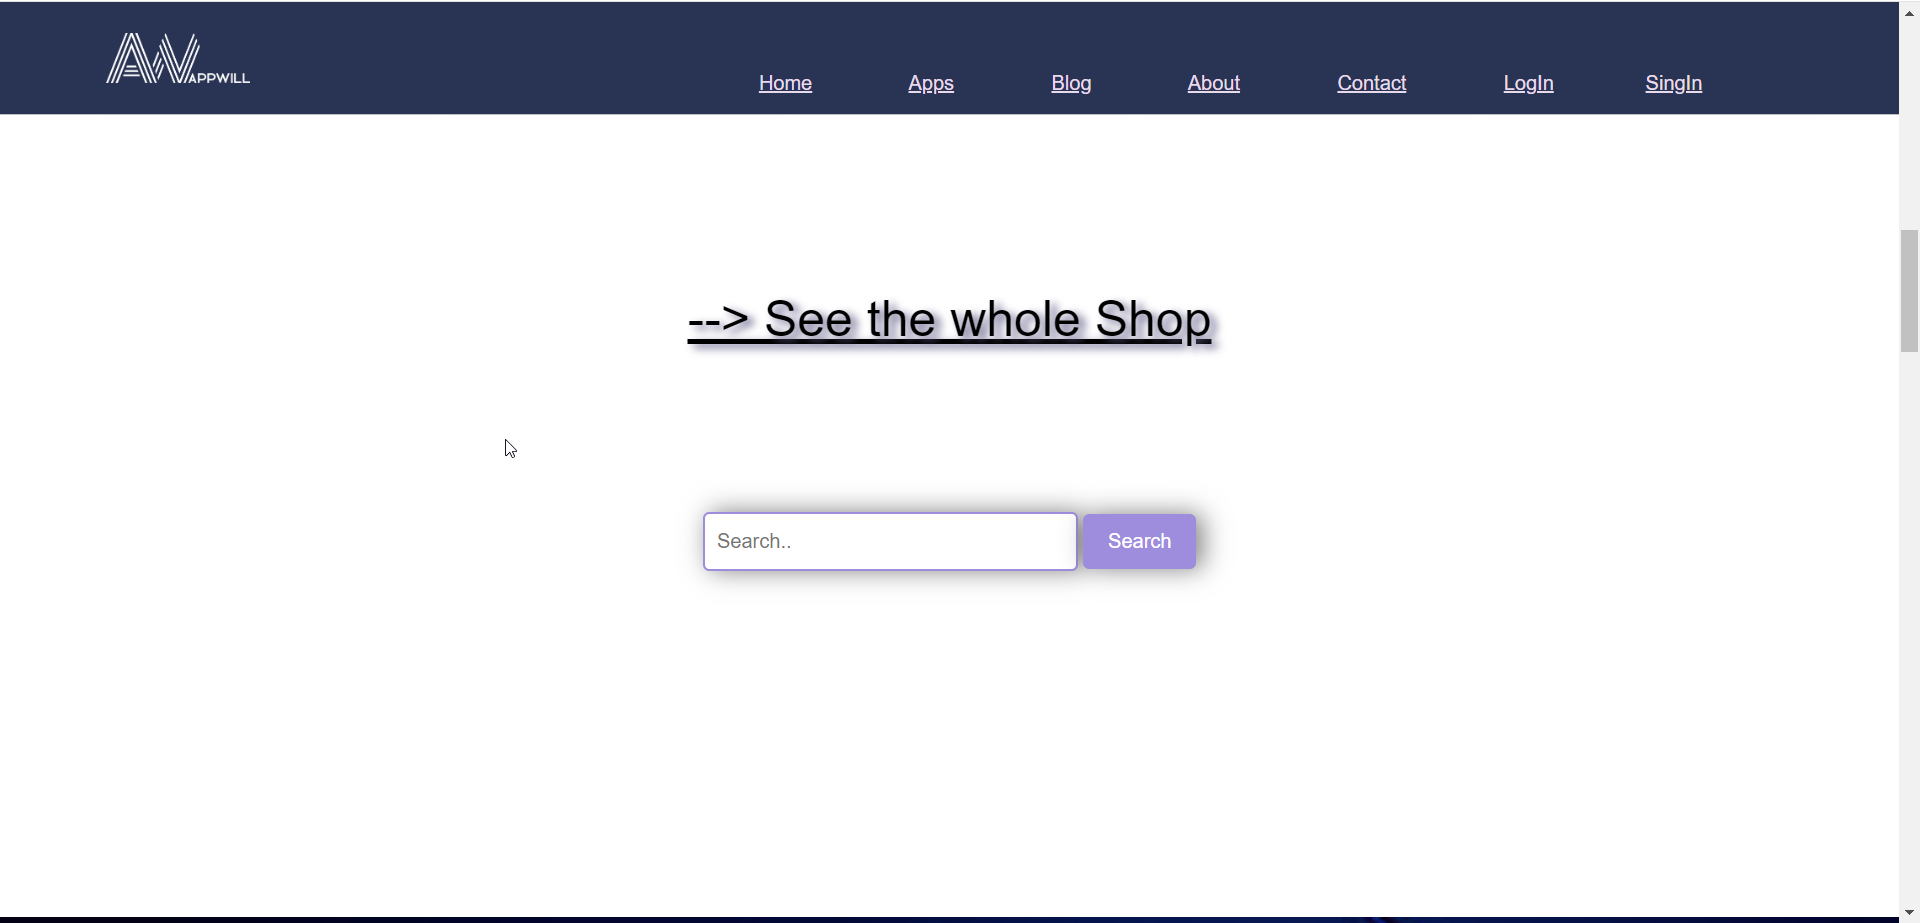 AW APPWILL
Home Apps Blog About Contact LogIn SingIn
--> See the whole Shop
Search.. Search